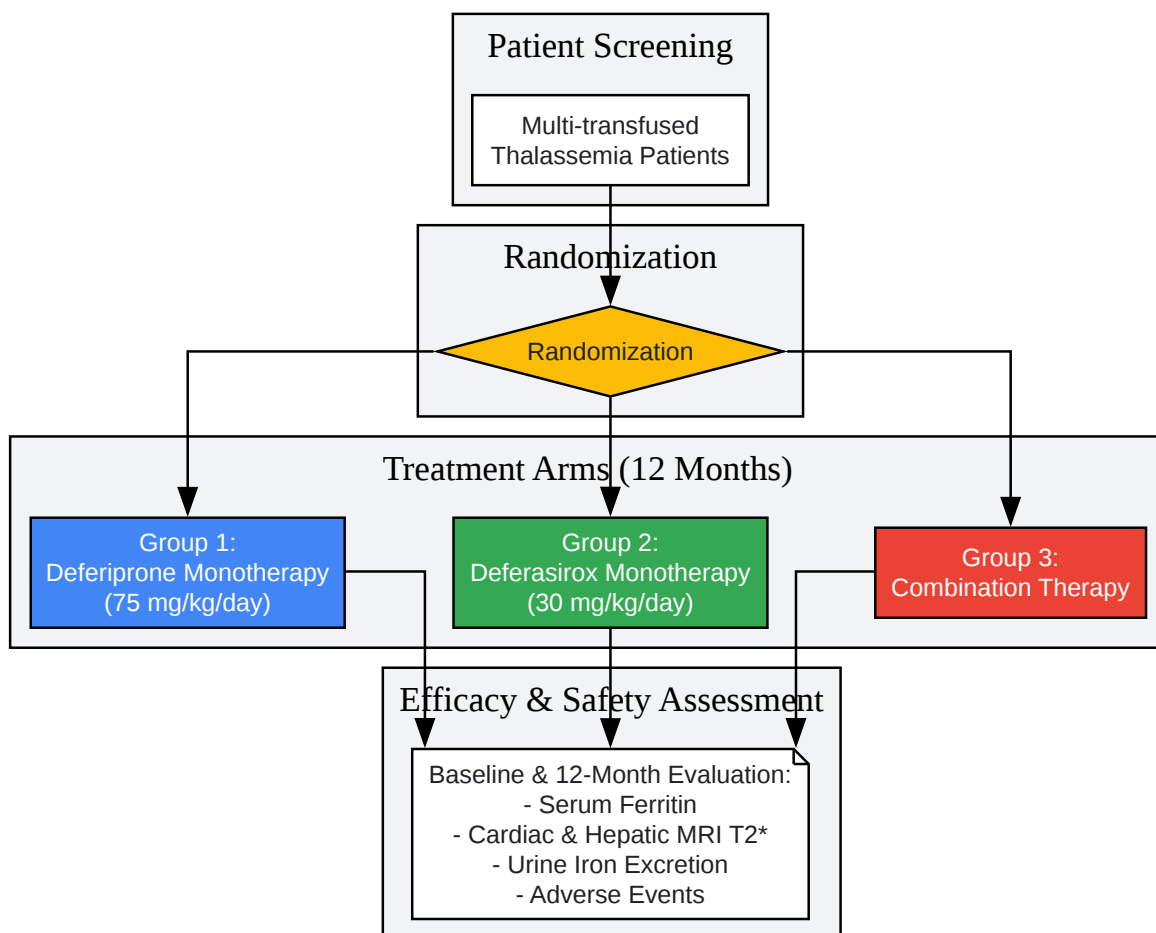 Patient Screening
Multi-transfused
Thalassemia Patients
Randomization
Randomization
Treatment Arms (12 Months)
Group 1:
Deferiprone Monotherapy
(75 mg/kg/day)
Group 2:
Deferasirox Monotherapy
(30 mg/kg/day)
Group 3:
Combination Therapy
Efficacy & Safety Assessment
Baseline & 12-Month Evaluation:
- Serum Ferritin
- Cardiac & Hepatic MRI T2*
- Urine Iron Excretion
- Adverse Events